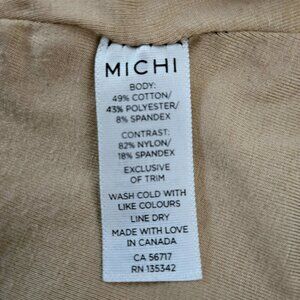 MICHI
BODY:
49% COTTON/
43% POLYESTER/
8% SPANDEX
CONTRAST:
82% NYLON/
18% SPANDEX
EXCLUSIVE
OF TRIM
WASH COLD WITH
LIKE COLOURS
LINE DRY
MADE WITH LOVE
IN CANADA
CA 56717
RN 135342